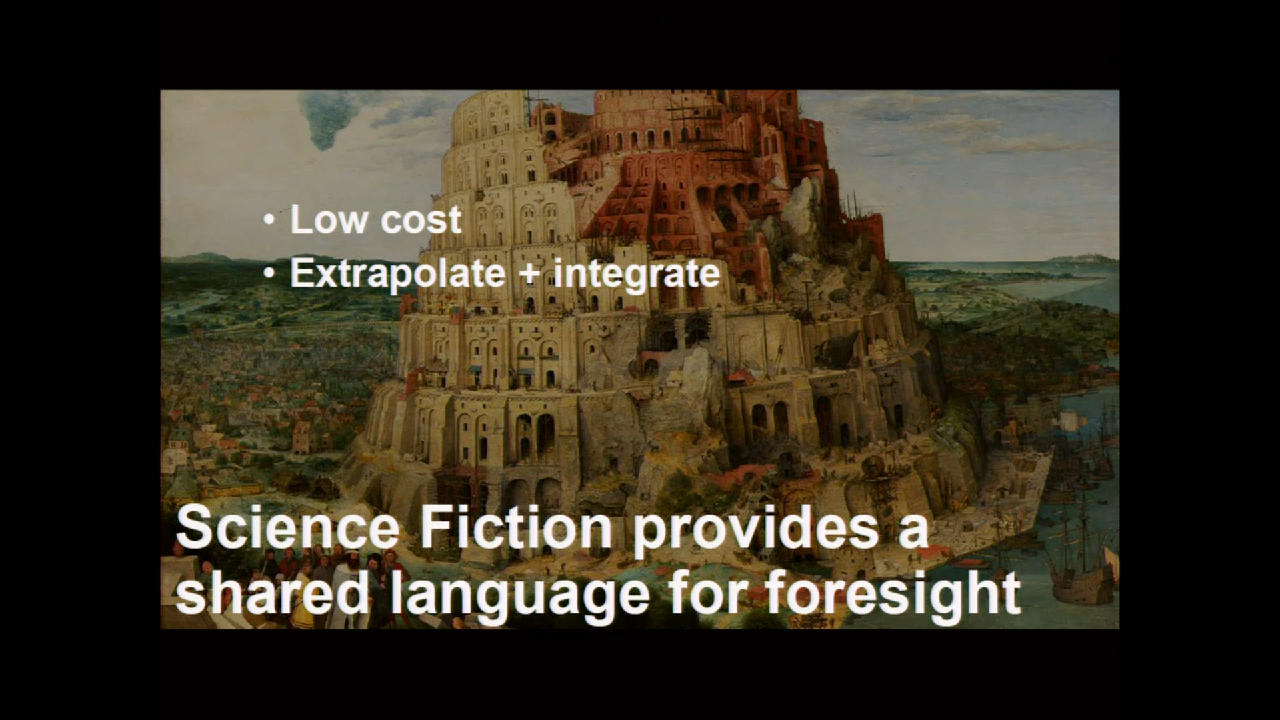 • Low cost
• Extrapolate + integrate
Science Fiction provides a
shared language for foresight